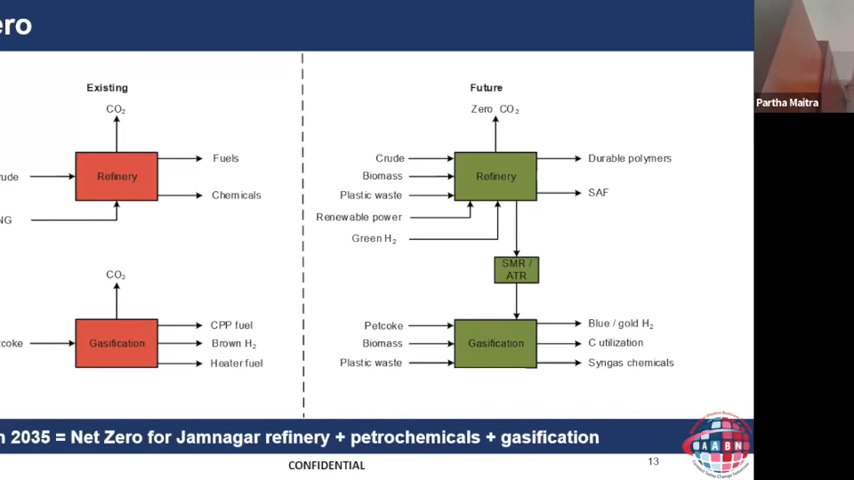 ero
Existing
CO₂
Refinery
rude
NG
Fuels
Chemicals
CO₂
Gasification
tcoke
CPP fuel
Brown H₂
Heater fuel
Future
Zero CO₂
Crude
Biomass
Plastic waste
Renewable power
Green H₂
Refinery
Durable polymers
SAF
SMR /
ATR
Petcoke
Biomass
Plastic waste
Gasification
Blue / gold H₂
C utilization
Syngas chemicals
n 2035 = Net Zero for Jamnagar refinery + petrochemicals + gasification
CONFIDENTIAL
13
AABN
Partha Maitra